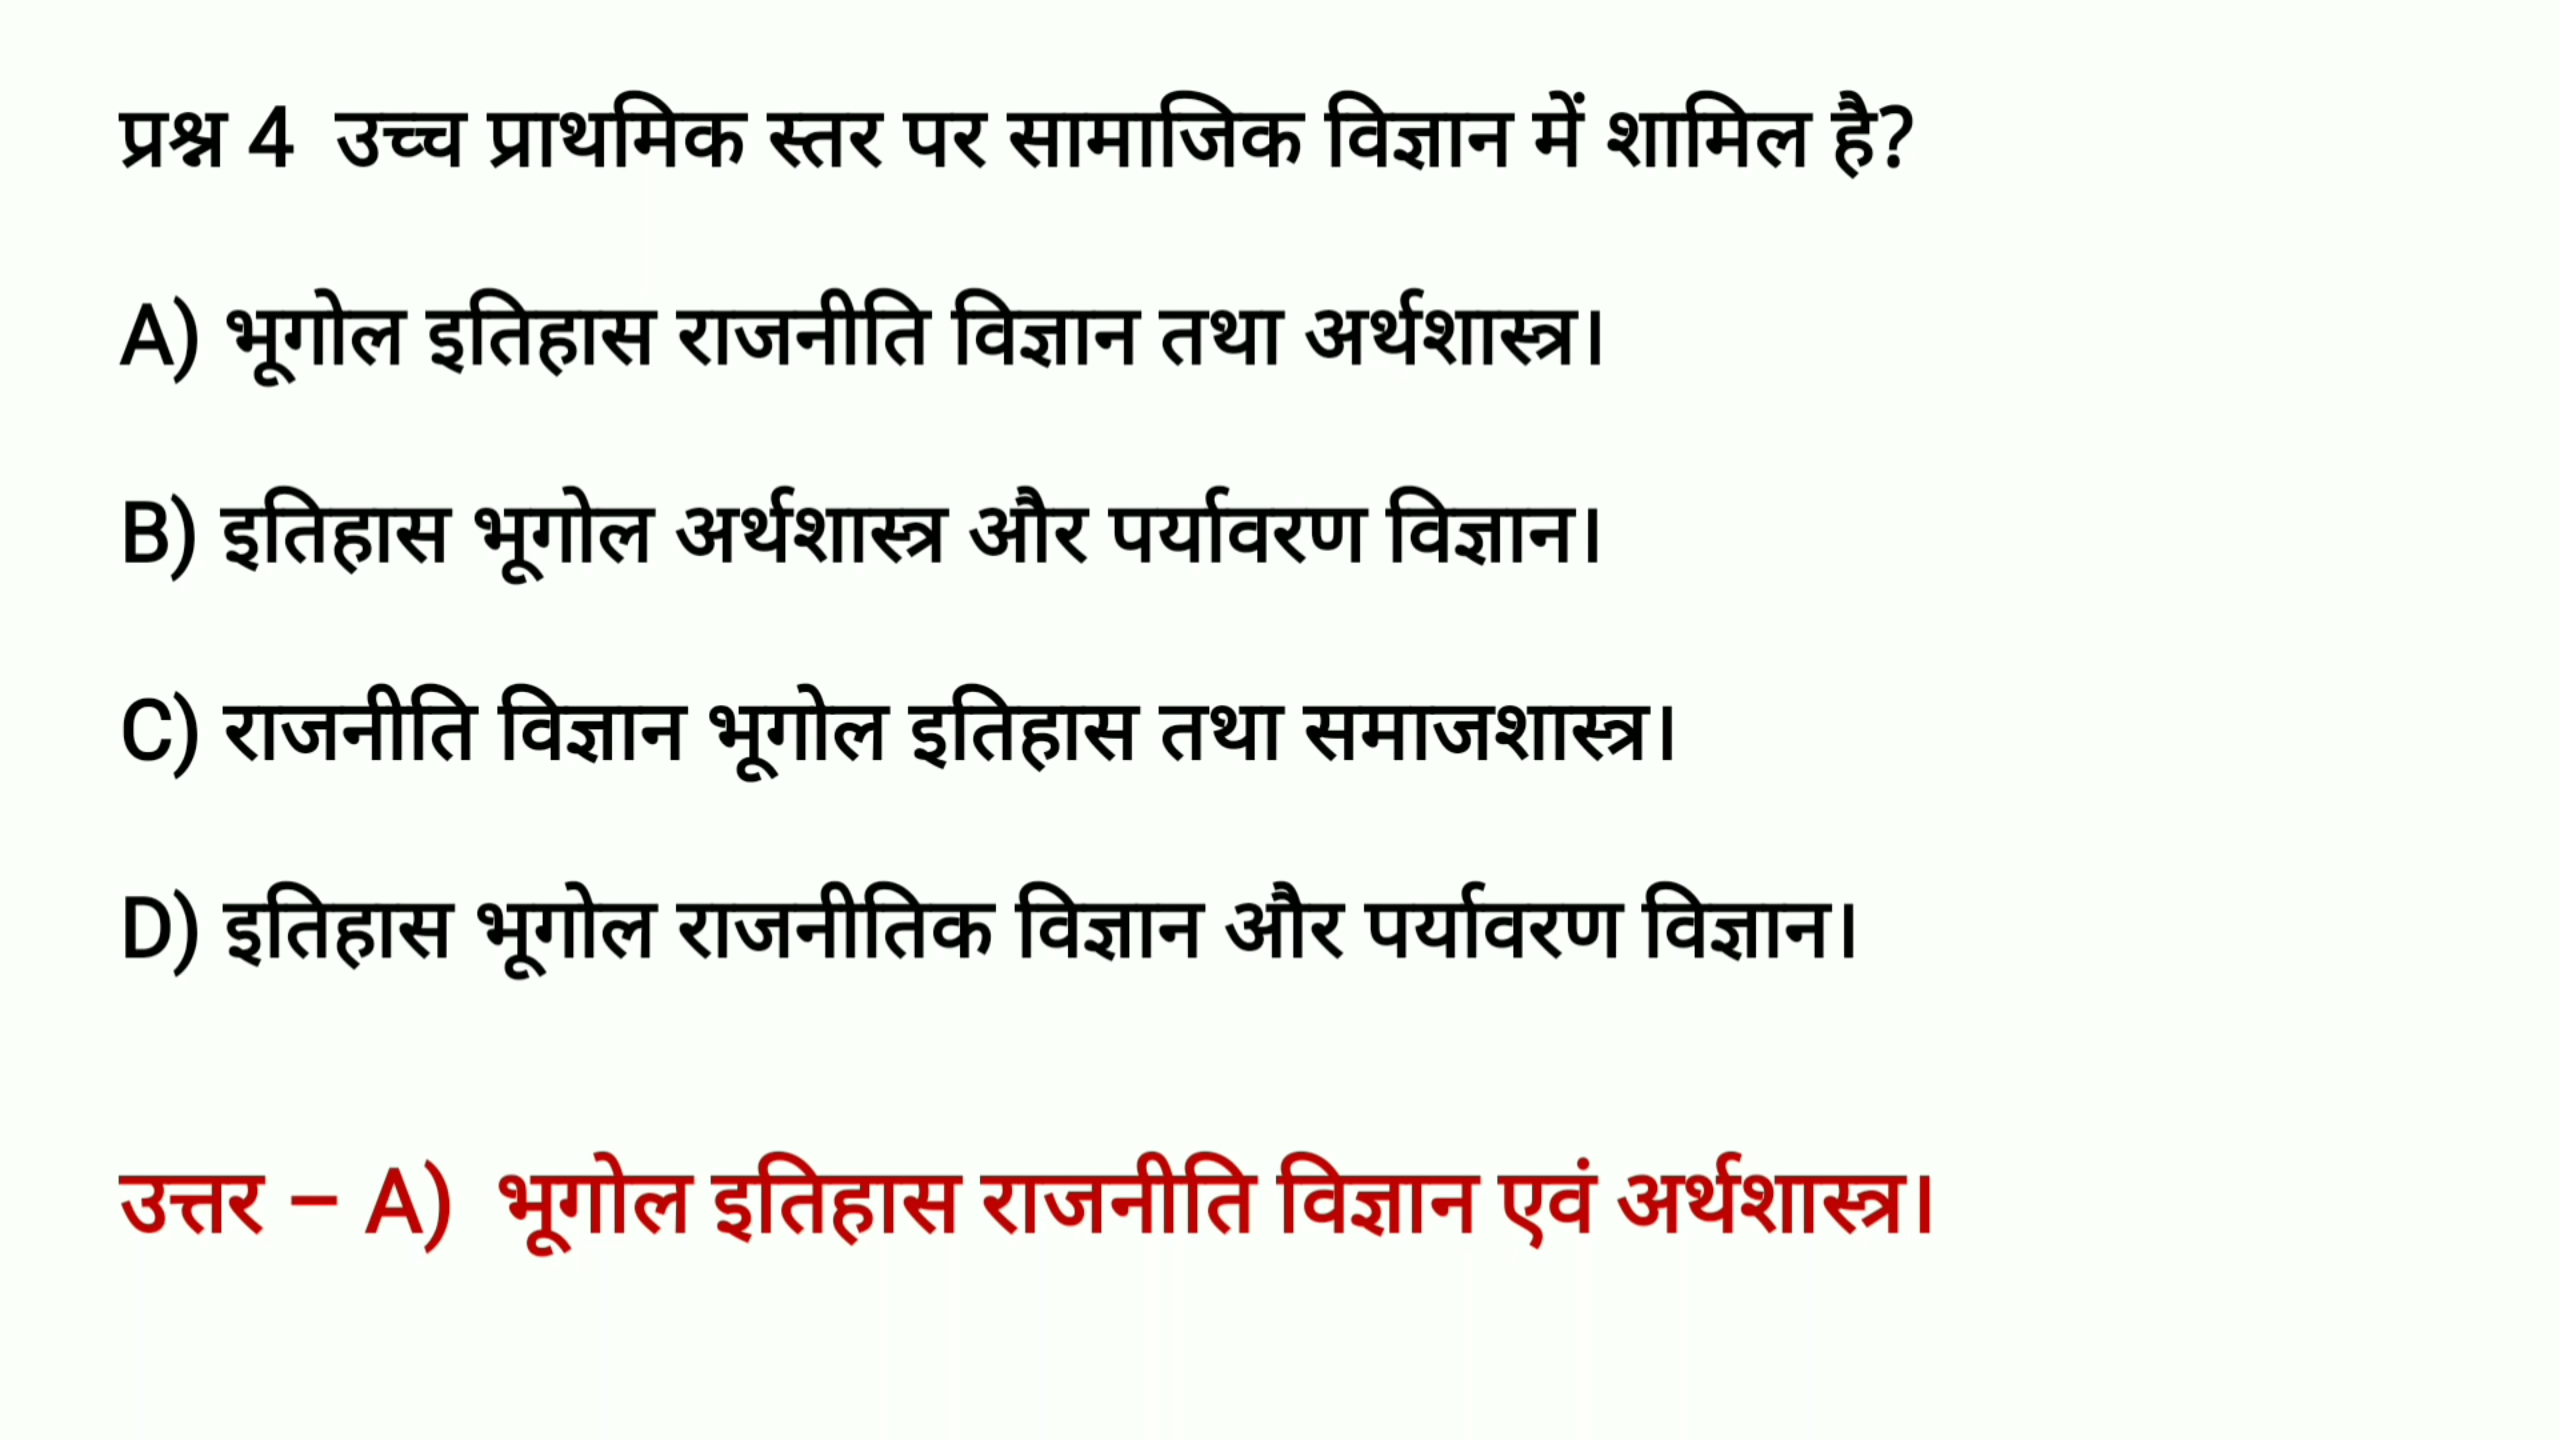 प्रश्न 4 उच्च प्राथमिक स्तर पर सामाजिक विज्ञान में शामिल है?
A) भूगोल इतिहास राजनीति विज्ञान तथा अर्थशास्त्र।
B) इतिहास भूगोल अर्थशास्त्र और पर्यावरण विज्ञान।
C) राजनीति विज्ञान भूगोल इतिहास तथा समाजशास्त्र।
D) इतिहास भूगोल राजनीतिक विज्ञान और पर्यावरण विज्ञान।
उत्तर – A) भूगोल इतिहास राजनीति विज्ञान एवं अर्थशास्त्र।